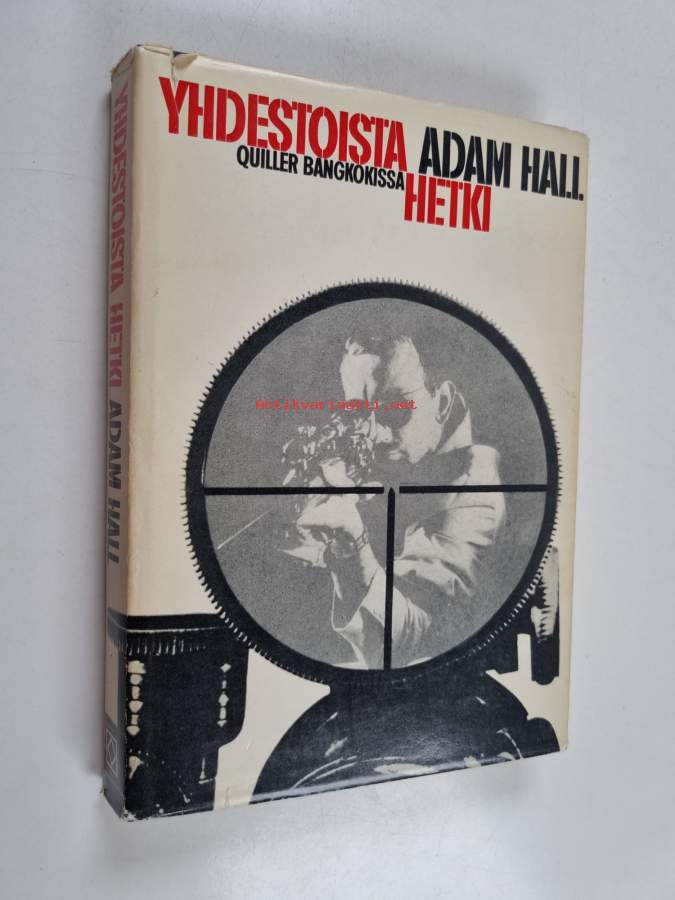 YHDESTOISTA ADAM HALL
QUILLER BANGKOKISSA
HETKI
YHDESTOISTA HETKI ADAM HALL
antikvariaatti.net